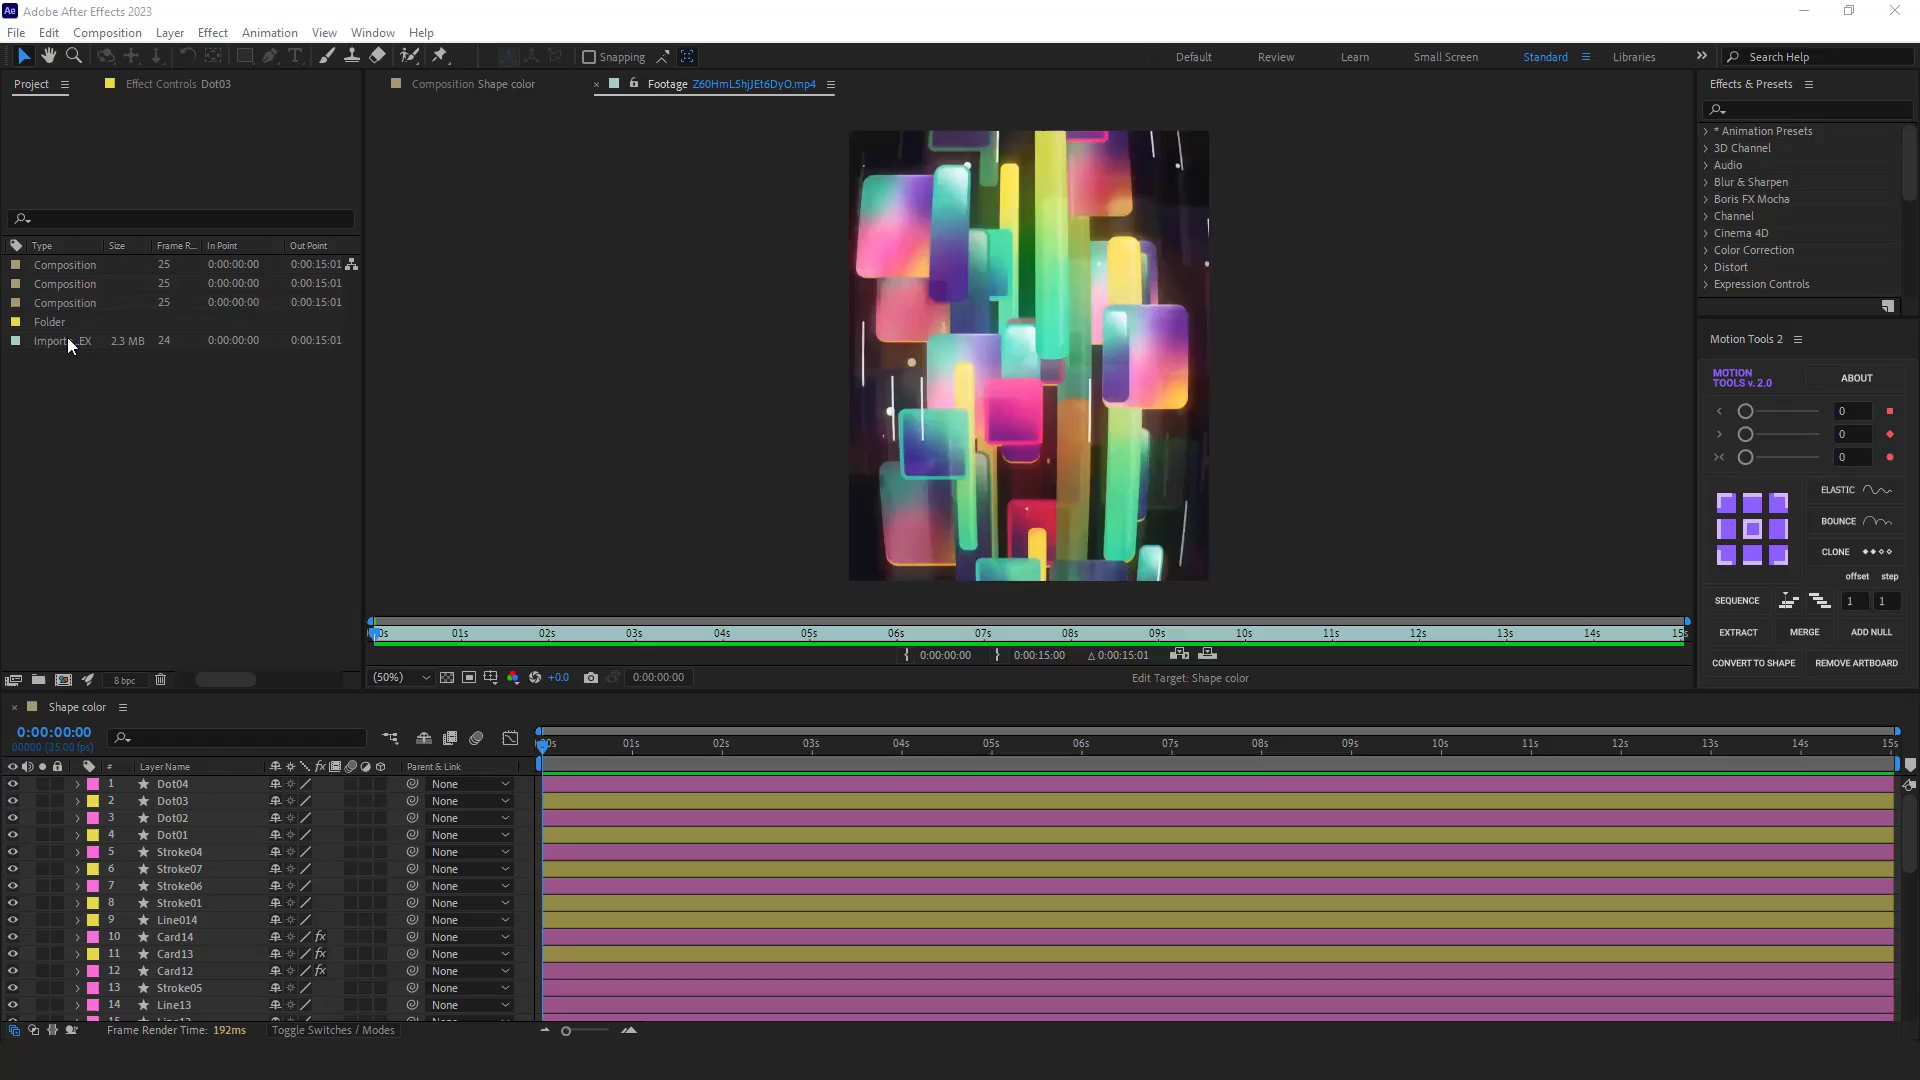 Ae Adobe After Effects 2023
File Edit Composition Layer Effect Animation View Window Help
Snapping Default Review Learn Small Screen Standard Libraries Search Help
Project Effect Controls Dot03 Composition Shape color Footage Z60HmL5hjJEt6DyO.mp4 Effects & Presets
* Animation Presets
3D Channel
Audio
Blur & Sharpen
Boris FX Mocha
Channel
Cinema 4D
Color Correction
Distort
Expression Controls
Type Size Frame R... In Point Out Point
Composition 25 0:00:00:00 0:00:15:01
Composition 25 0:00:00:00 0:00:15:01
Composition 25 0:00:00:00 0:00:15:01
Folder
EX 2.3 MB 24 0:00:00:00 0:00:15:01
Motion Tools 2
MOTION TOOLS v. 2.0 ABOUT
0
0
0
ELASTIC
BOUNCE
CLONE
offset step
SEQUENCE 1 1
EXTRACT MERGE ADD NULL
CONVERT TO SHAPE REMOVE ARTBOARD
01s 02s 03s 04s 05s 06s 07s 08s 09s 10s 11s 12s 13s 14s 15s
0:00:00:00 0:00:15:00 Δ 0:00:15:01
8 bpc (50%) +0.0 0:00:00:00 Edit Target: Shape color
Shape color
0:00:00:00
00000 (25.00 fps)
01s 02s 03s 04s 05s 06s 07s 08s 09s 10s 11s 12s 13s 14s 15s
# Layer Name fx Parent & Link
1 Dot04 None
2 Dot03 None
3 Dot02 None
4 Dot01 None
5 Stroke04 None
6 Stroke07 None
7 Stroke06 None
8 Stroke01 None
9 Line014 None
10 Card14 fx None
11 Card13 fx None
12 Card12 fx None
13 Stroke05 None
14 Line13 None
Frame Render Time: 192ms Toggle Switches / Modes